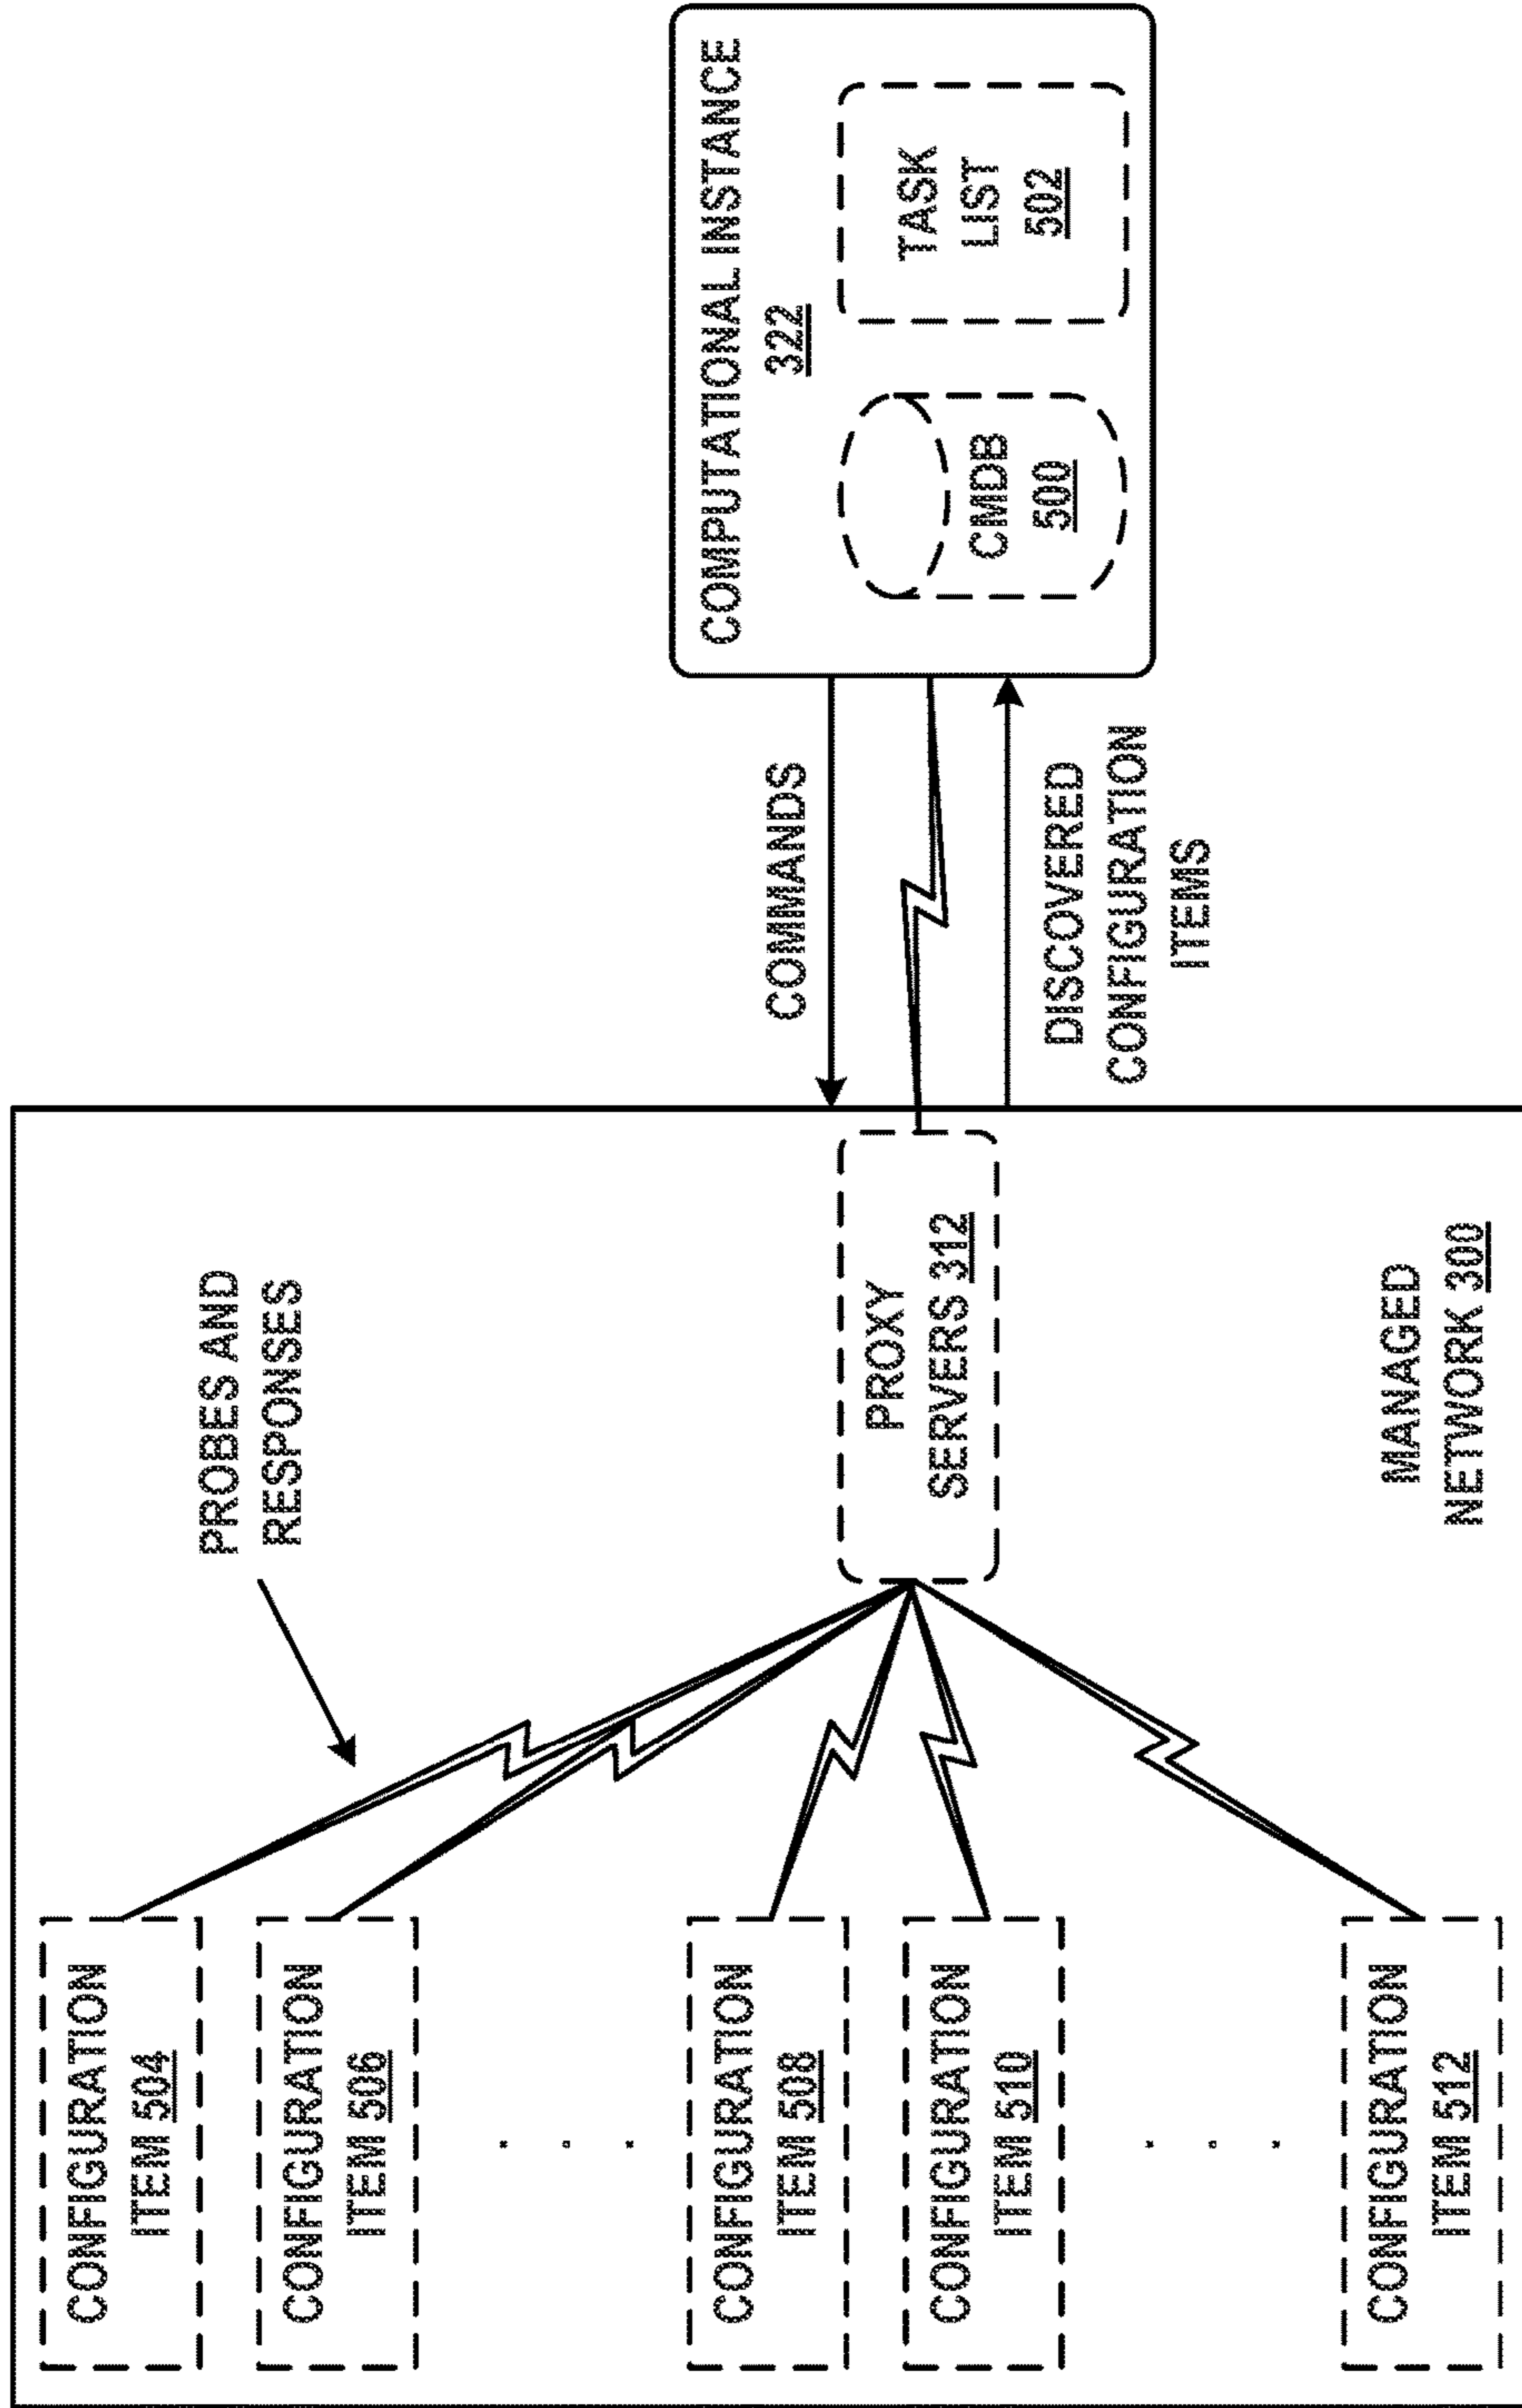 COMPUTATIONAL INSTANCE
322
CMDB
500
TASK
LIST
502
COMMANDS
DISCOVERED
CONFIGURATION
ITEMS
PROBES AND
RESPONSES
PROXY
SERVERS 312
MANAGED
NETWORK 300
CONFIGURATION
ITEM 504
CONFIGURATION
ITEM 506
CONFIGURATION
ITEM 508
CONFIGURATION
ITEM 510
CONFIGURATION
ITEM 512